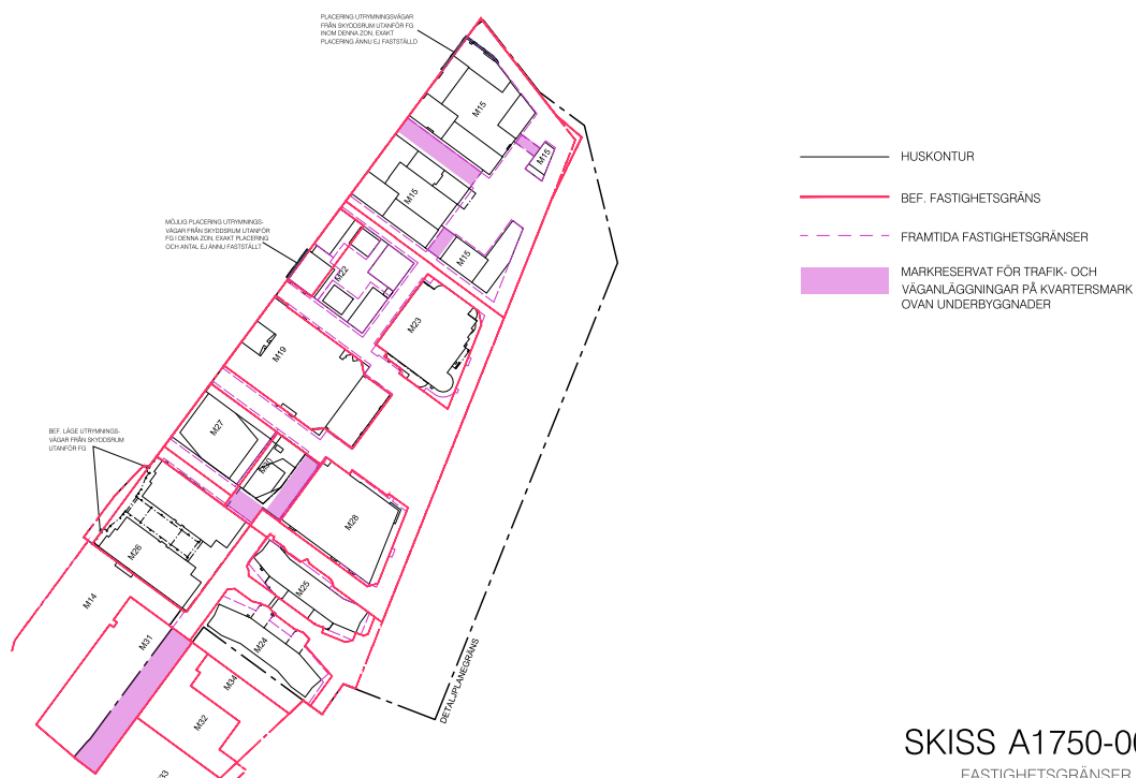 PLACERING UTRYMNINGSVÄGAR
FRÅN SKYDDSRUM UTANFÖR FG
INOM DENNA ZON, EXAKT
PLACERING ÄNNU EJ FASTSTÄLLD
M15
M15
M15
M15
MÖJLIG PLACERING UTRYMNINGS-
VÄGAR FRÅN SKYDDSRUM UTANFÖR
FG I DENNA ZON, EXAKT PLACERING
OCH ANTAL EJ ÄNNU FASTSTÄLLT
M22
M23
M19
BEF. LÄGE UTRYMNINGS-
VÄGAR FRÅN SKYDDSRUM
UTANFÖR FG
M27
M28
M26
M25
M14
M31
M24
M34
M32
DETALJPLANEGRÄNS
HUSKONTUR
BEF. FASTIGHETSGRÄNS
FRAMTIDA FASTIGHETSGRÄNSER
MARKRESERVAT FÖR TRAFIK- OCH
VÄGANLÄGGNINGAR PÅ KVARTERSMARK
OVAN UNDERBYGGNADER
SKISS
FASTIGHETSGRÄNSER